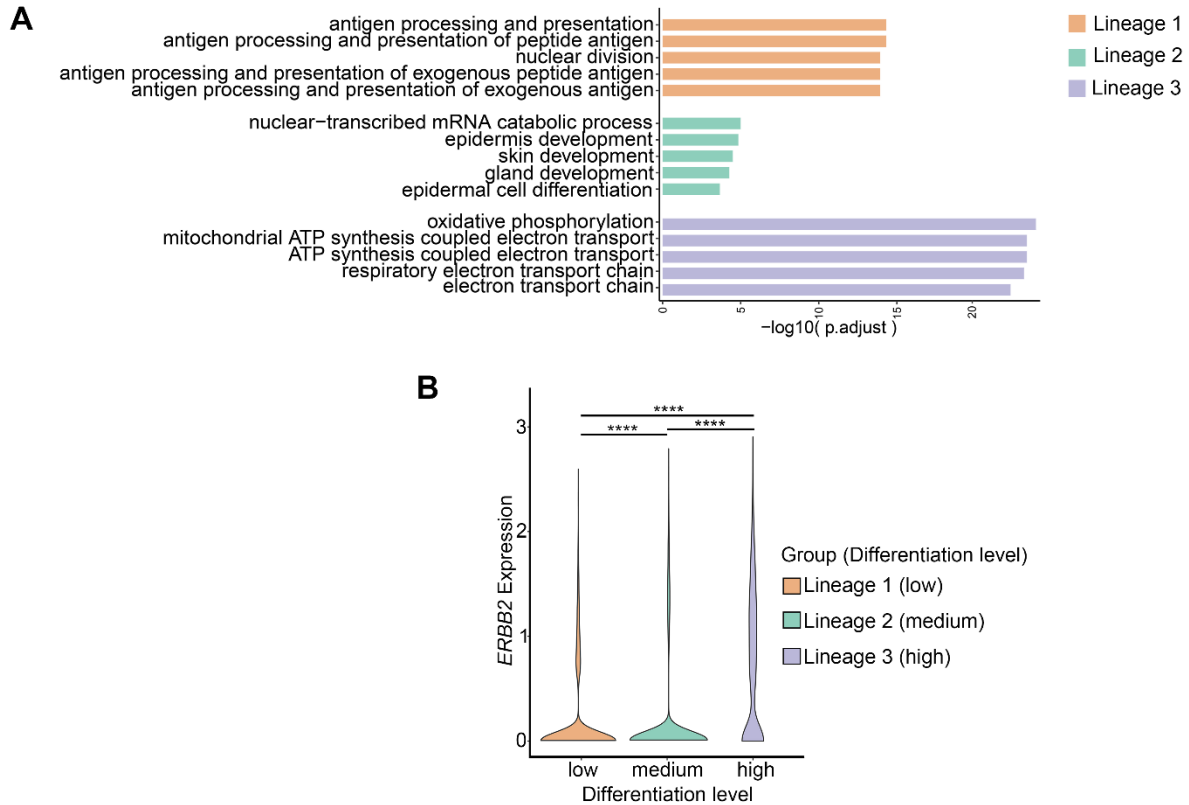 A
antigen processing and presentation
antigen processing and presentation of peptide antigen
nuclear division
antigen processing and presentation of exogenous peptide antigen
antigen processing and presentation of exogenous antigen
nuclear−transcribed mRNA catabolic process
epidermis development
skin development
gland development
epidermal cell differentiation
oxidative phosphorylation
mitochondrial ATP synthesis coupled electron transport
ATP synthesis coupled electron transport
respiratory electron transport chain
electron transport chain
0 5 10 15 20
−log10( p.adjust )
Lineage 1
Lineage 2
Lineage 3
B
ERBB2 Expression
3
2
1
0
****
**** ****
low medium high
Differentiation level
Group (Differentiation level)
Lineage 1 (low)
Lineage 2 (medium)
Lineage 3 (high)